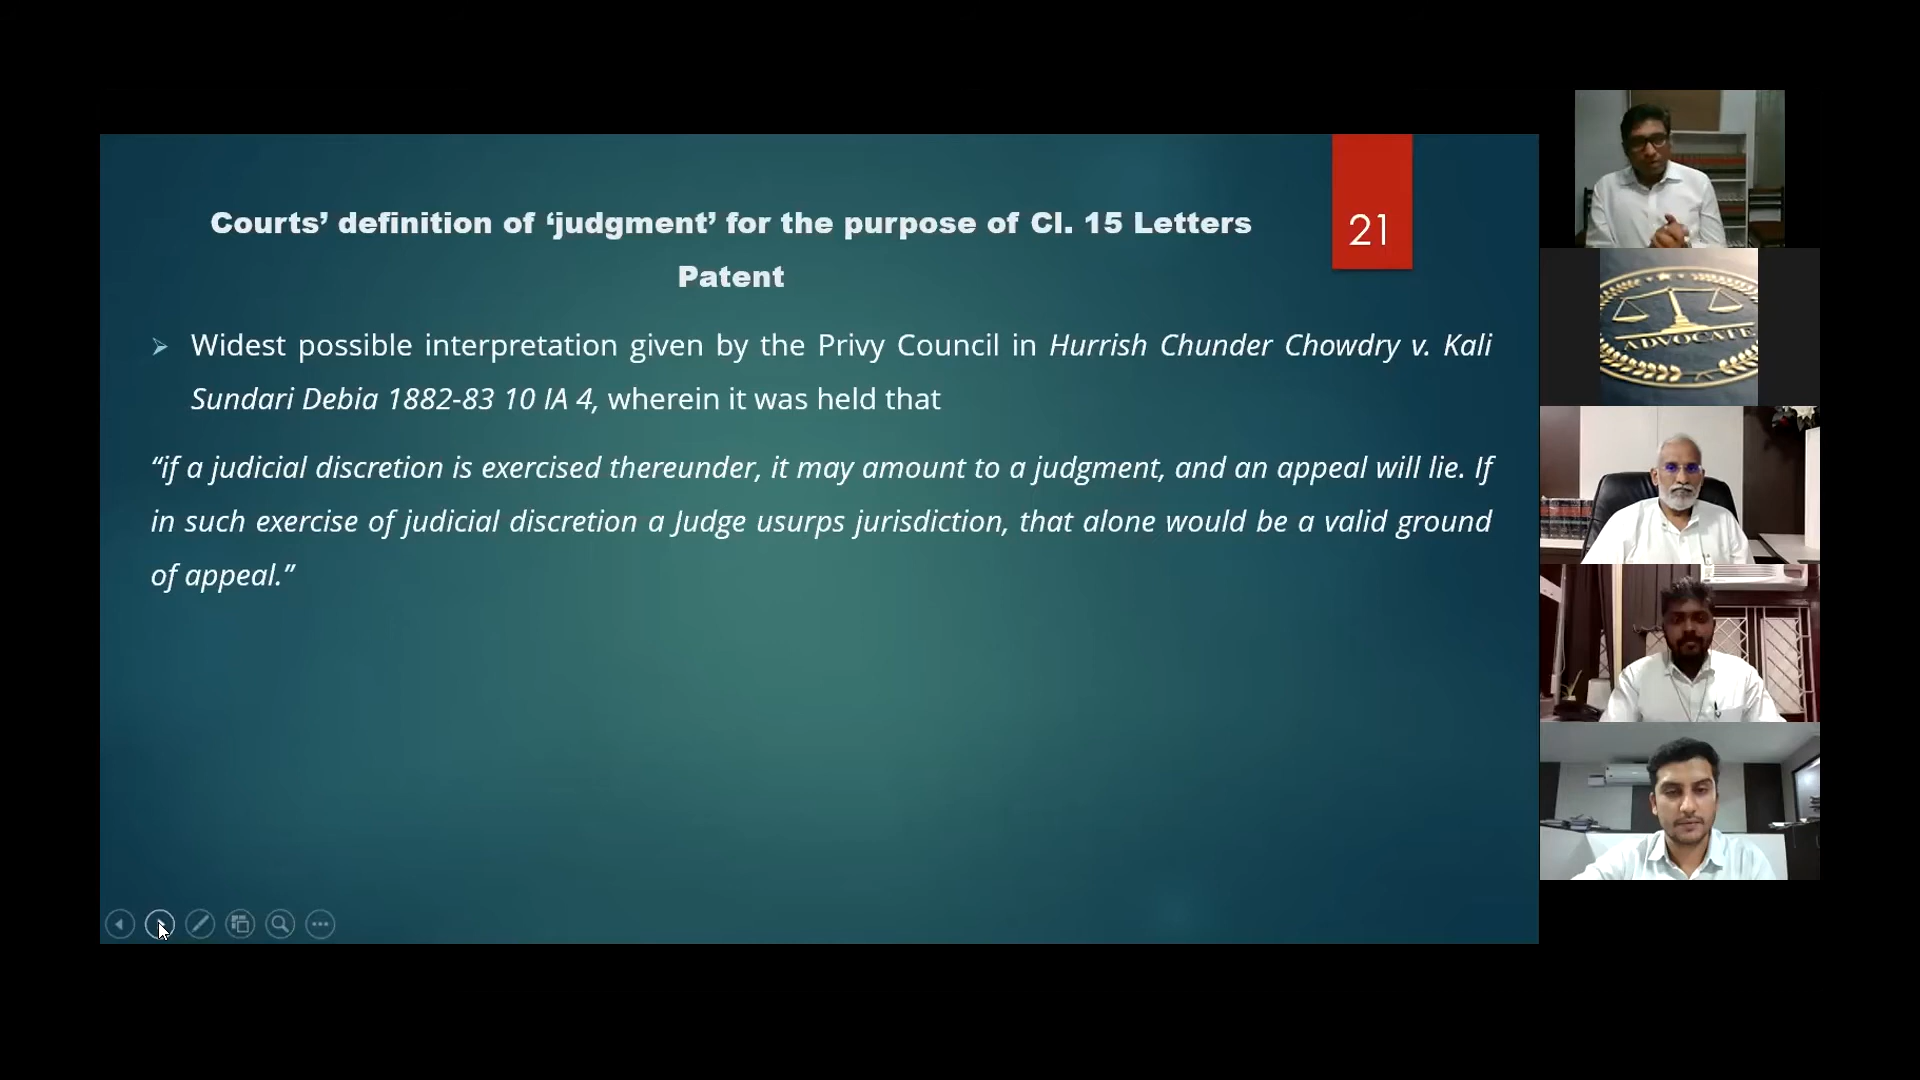 Courts’ definition of ‘judgment’ for the purpose of Cl. 15 Letters
Patent
21
➢ Widest possible interpretation given by the Privy Council in Hurrish Chunder Chowdry v. Kali
Sundari Debia 1882-83 10 IA 4, wherein it was held that
“if a judicial discretion is exercised thereunder, it may amount to a judgment, and an appeal will lie. If
in such exercise of judicial discretion a Judge usurps jurisdiction, that alone would be a valid ground
of appeal.”
ADVOCATE